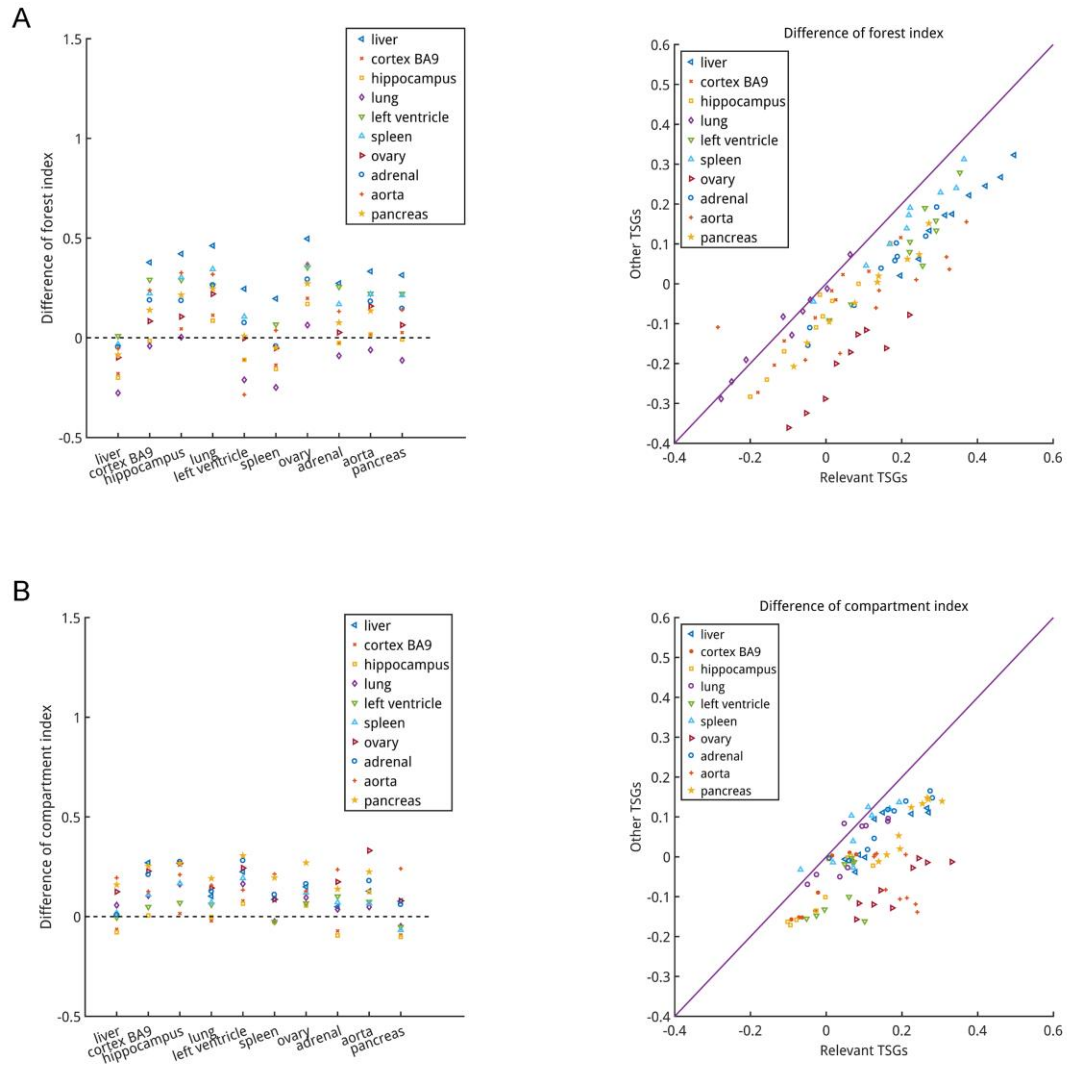 A
Difference of forest index
1.5
1
0.5
0
-0.5
liver
cortex BA9
hippocampus
lung
left ventricle
spleen
ovary
adrenal
aorta
pancreas
liver
cortex BA9
hippocampus
lung
left ventricle
spleen
ovary
adrenal
aorta
pancreas
Difference of forest index
Other TSGs
0.6
0.5
0.4
0.3
0.2
0.1
0
-0.1
-0.2
-0.3
-0.4
liver
cortex BA9
hippocampus
lung
left ventricle
spleen
ovary
adrenal
aorta
pancreas
-0.4 -0.2 0 0.2 0.4 0.6
Relevant TSGs
B
Difference of compartment index
1.5
1
0.5
0
-0.5
liver
cortex BA9
hippocampus
lung
left ventricle
spleen
ovary
adrenal
aorta
pancreas
liver
cortex BA9
hippocampus
lung
left ventricle
spleen
ovary
adrenal
aorta
pancreas
Difference of compartment index
Other TSGs
0.6
0.5
0.4
0.3
0.2
0.1
0
-0.1
-0.2
-0.3
-0.4
liver
cortex BA9
hippocampus
lung
left ventricle
spleen
ovary
adrenal
aorta
pancreas
-0.4 -0.2 0 0.2 0.4 0.6
Relevant TSGs